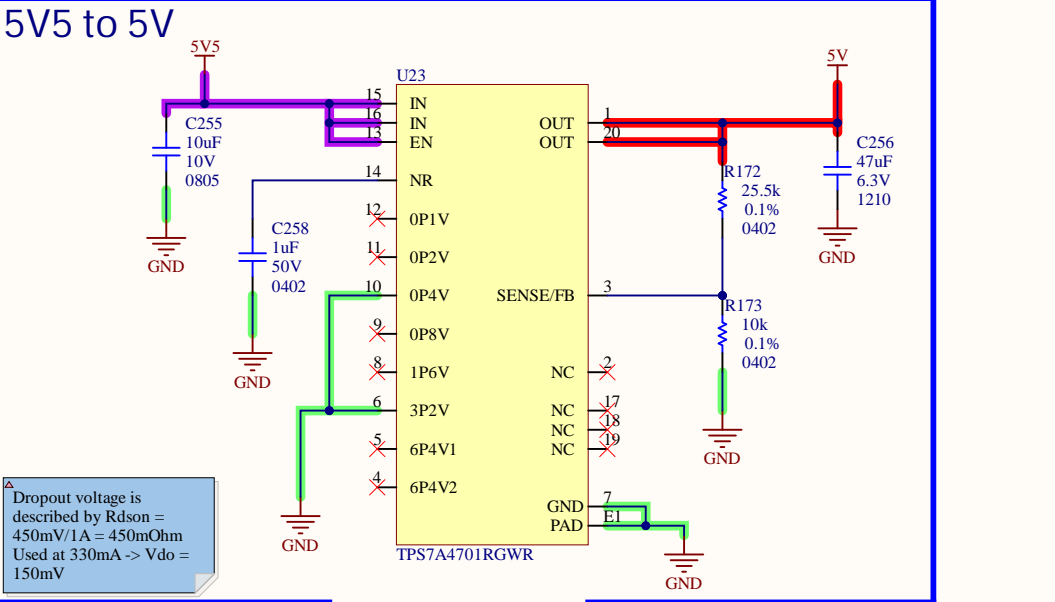 5V5 to 5V
5V5
5V
U23
15 IN
16 IN
13 EN
14 NR
12 0P1V
11 0P2V
10 0P4V
9 0P8V
8 1P6V
6 3P2V
5 6P4V1
4 6P4V2
OUT 1
OUT 20
SENSE/FB 3
NC 2
NC 17
NC 18
NC 19
GND 7
PAD E1
TPS7A4701RGWR
C255
10uF
10V
0805
GND
C258
1uF
50V
0402
GND
GND
R172
25.5k
0.1%
0402
R173
10k
0.1%
0402
GND
C256
47uF
6.3V
1210
GND
GND
Dropout voltage is
described by Rdson =
450mV/1A = 450mOhm
Used at 330mA -> Vdo =
150mV